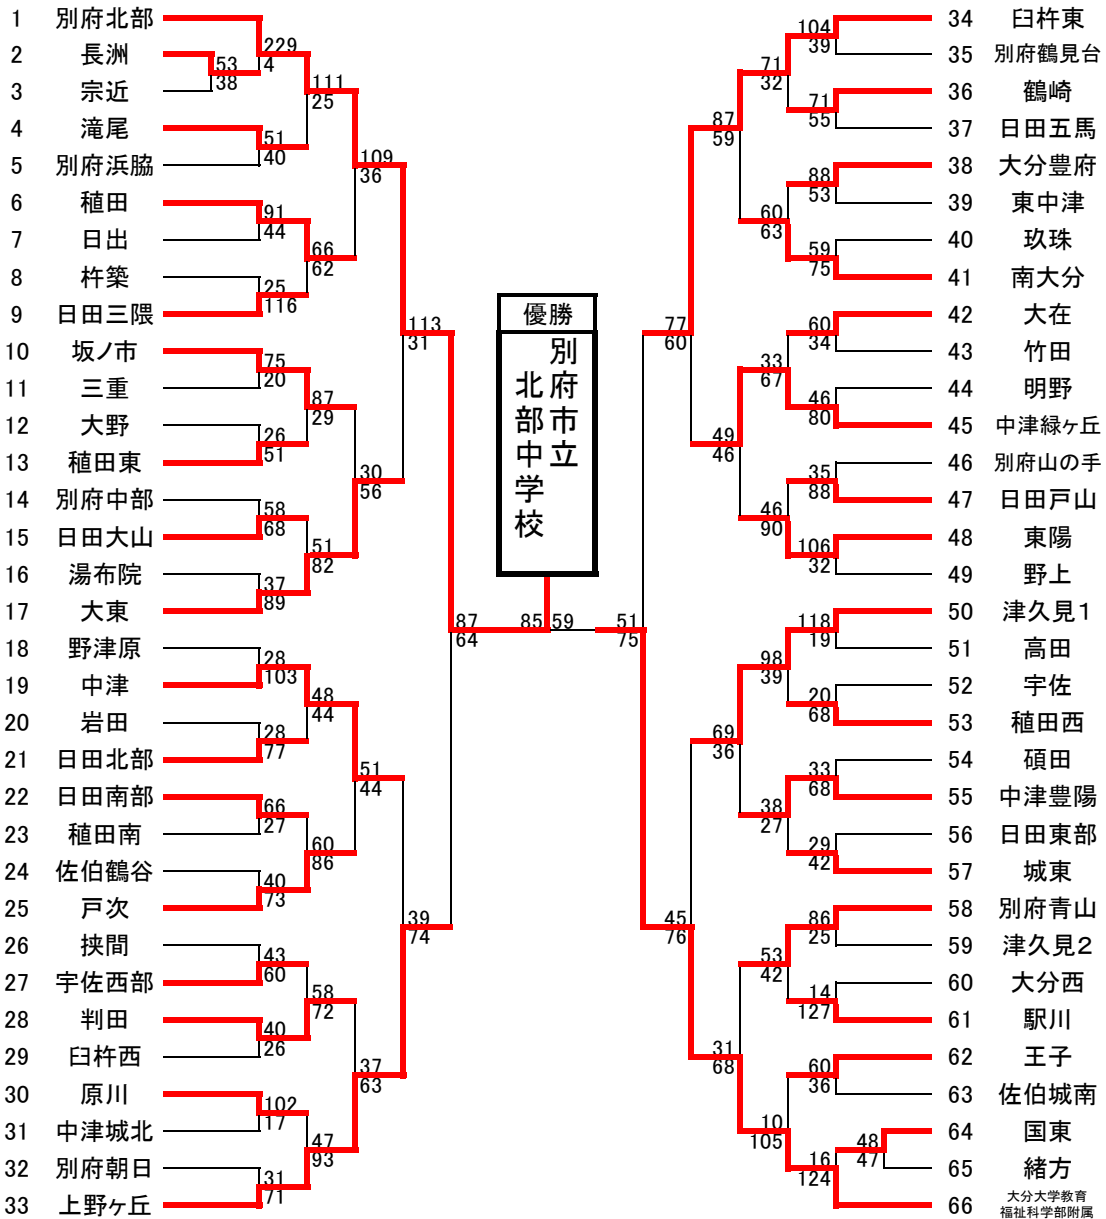 1 別府北部
2 長洲
3 宗近
4 滝尾
5 別府浜脇
6 稙田
7 日出
8 杵築
9 日田三隈
10 坂ノ市
11 三重
12 大野
13 稙田東
14 別府中部
15 日田大山
16 湯布院
17 大東
18 野津原
19 中津
20 岩田
21 日田北部
22 日田南部
23 稙田南
24 佐伯鶴谷
25 戸次
26 挾間
27 宇佐西部
28 判田
29 臼杵西
30 原川
31 中津城北
32 別府朝日
33 上野ヶ丘
53
38
229
4
51
40
91
44
25
116
75
20
26
51
58
68
37
89
28
103
28
77
66
27
40
73
43
60
40
26
102
17
31
71
111
25
66
62
87
29
51
82
48
44
60
86
58
72
47
93
109
36
30
56
51
44
37
63
113
31
39
74
87
64
優勝
別府市立
北部中学校
85 59
51
75
77
60
45
76
87
59
49
46
69
36
31
68
71
32
60
63
33
67
46
90
98
39
38
27
53
42
10
105
104
39
71
55
88
53
59
75
60
34
46
80
35
88
106
32
118
19
20
68
33
68
29
42
86
25
14
127
60
36
16
124
48
47
34 臼杵東
35 別府鶴見台
36 鶴崎
37 日田五馬
38 大分豊府
39 東中津
40 玖珠
41 南大分
42 大在
43 竹田
44 明野
45 中津緑ヶ丘
46 別府山の手
47 日田戸山
48 東陽
49 野上
50 津久見1
51 高田
52 宇佐
53 稙田西
54 碩田
55 中津豊陽
56 日田東部
57 城東
58 別府青山
59 津久見2
60 大分西
61 駅川
62 王子
63 佐伯城南
64 国東
65 緒方
66 大分大学教育
福祉科学部附属